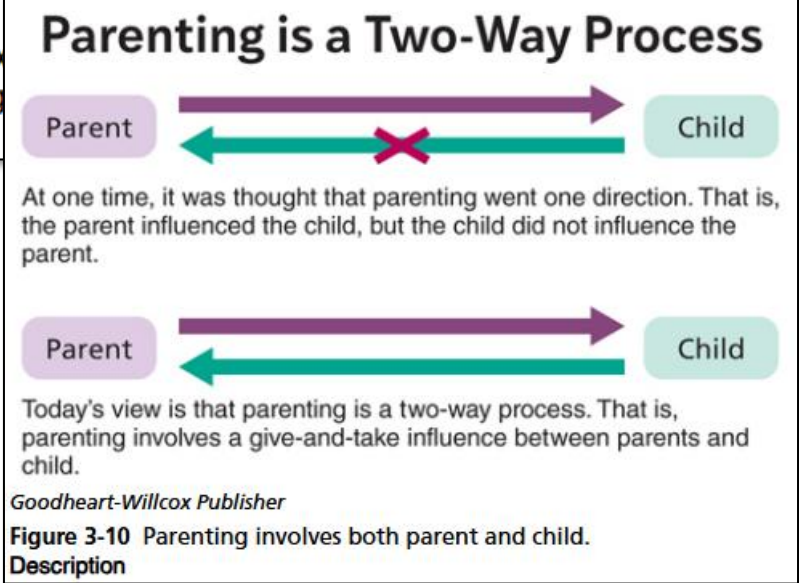 Parenting is a Two-Way Process
Parent
Child
At one time, it was thought that parenting went one direction. That is,
the parent influenced the child, but the child did not influence the
parent.
Parent
Child
Today's view is that parenting is a two-way process. That is,
parenting involves a give-and-take influence between parents and
child.
Goodheart-Willcox Publisher
Figure 3-10 Parenting involves both parent and child.
Description